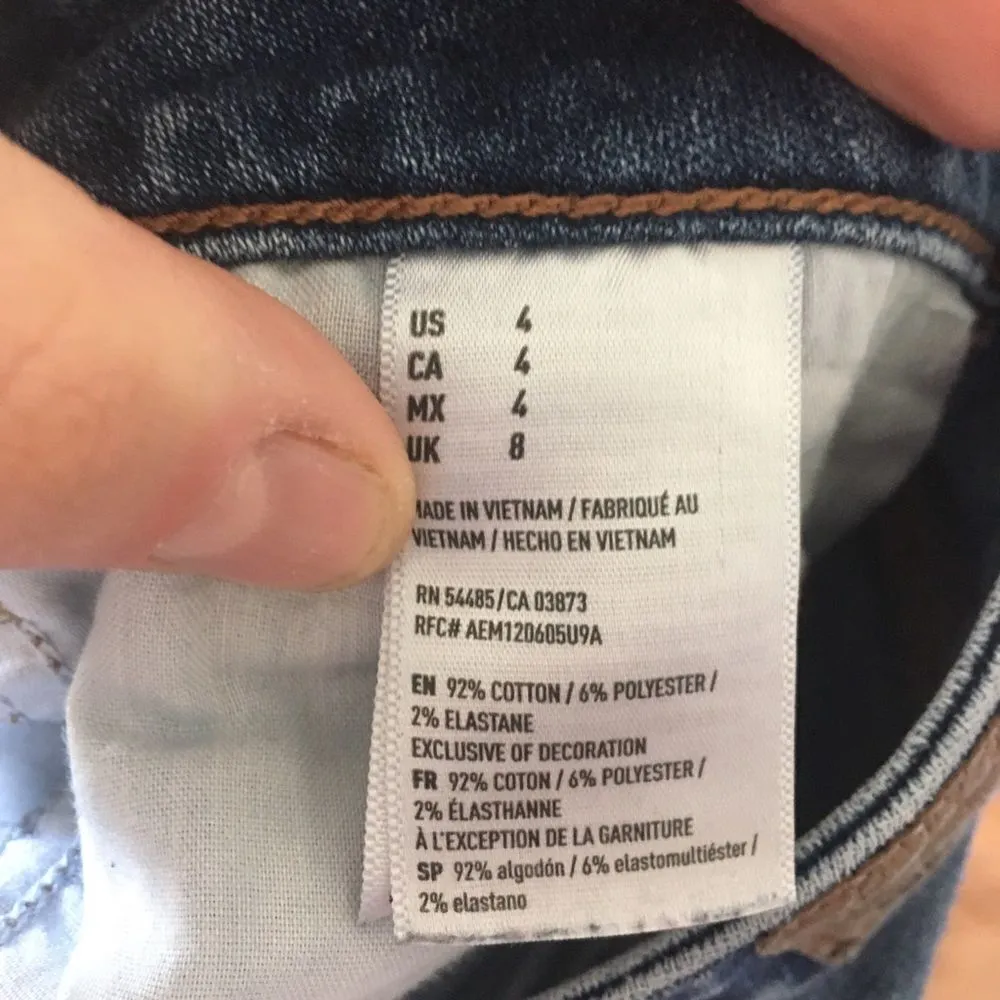 US 4
CA 4
MX 4
UK 8
MADE IN VIETNAM / FABRIQUÉ AU
VIETNAM / HECHO EN VIETNAM
RN 54485/CA 03873
RFC# AEM120605U9A
EN 92% COTTON / 6% POLYESTER /
2% ELASTANE
EXCLUSIVE OF DECORATION
FR 92% COTON / 6% POLYESTER /
2% ÉLASTHANNE
À L'EXCEPTION DE LA GARNITURE
SP 92% algodón / 6% elastomultiéster /
2% elastano